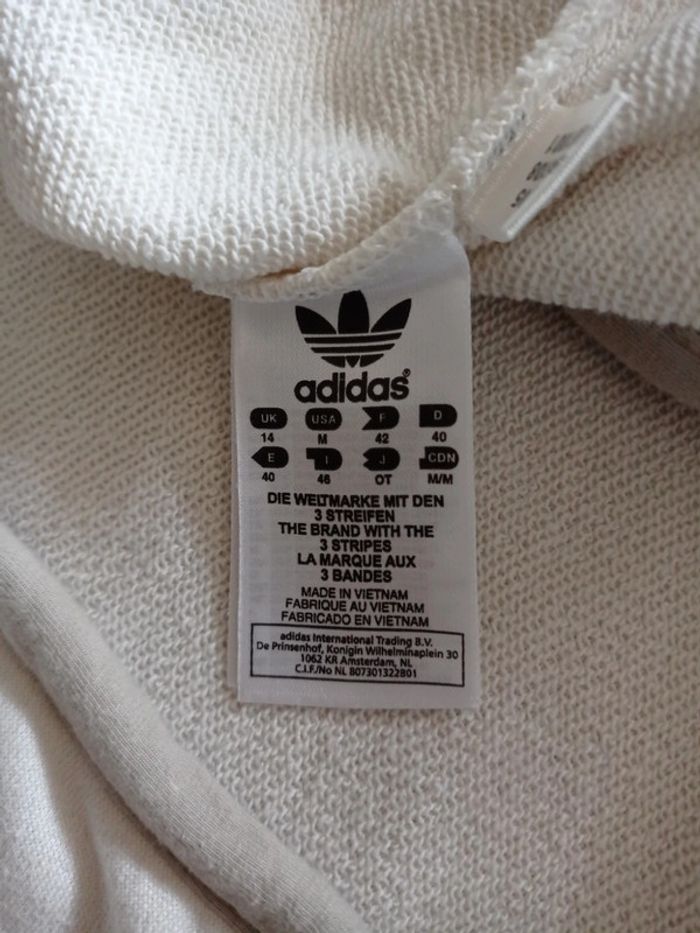 adidas®
UK USA F D
14 M 42 40
E I J CDN
40 46 OT M/M
DIE WELTMARKE MIT DEN
3 STREIFEN
THE BRAND WITH THE
3 STRIPES
LA MARQUE AUX
3 BANDES
MADE IN VIETNAM
FABRIQUE AU VIETNAM
FABRICADO EN VIETNAM
adidas International Trading B.V.
De Prinsenhof, Konigin Wilhelminaplein 30
1062 KR Amsterdam, NL
C.I.F./No NL 807301322B01